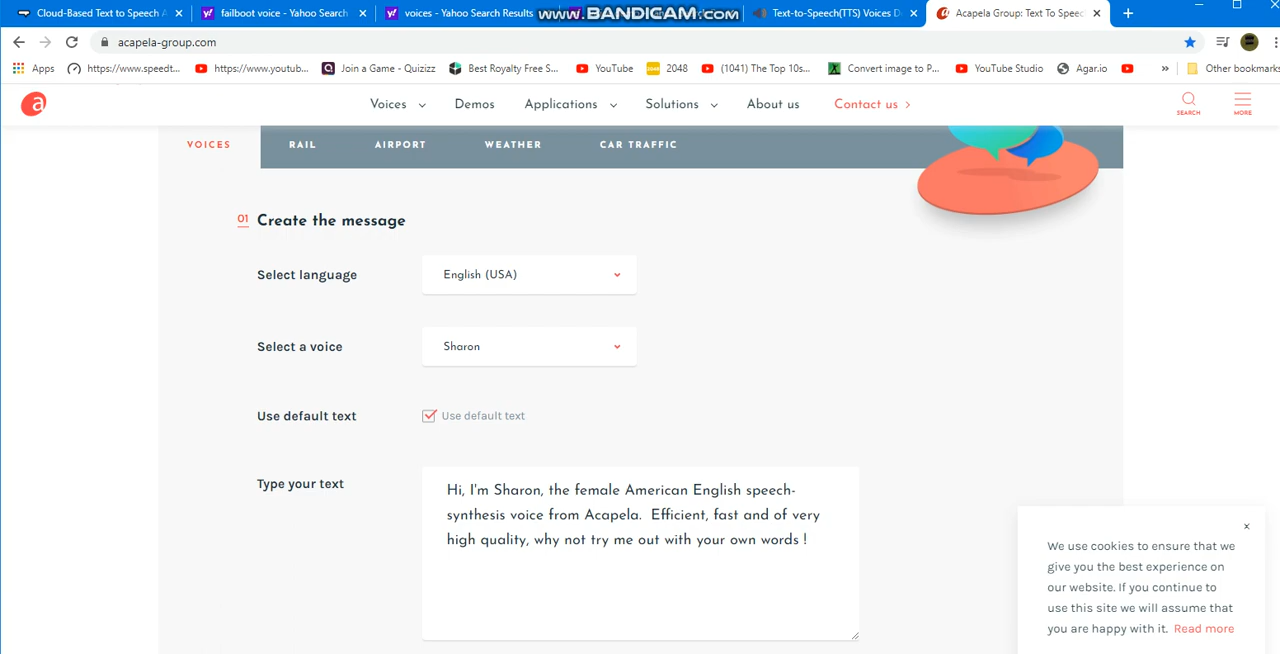 Cloud-Based Text to Speech A
failboot voice - Yahoo Search
voices - Yahoo Search Results
www.BANDICAM.com
Text-to-Speech(TTS) Voices D
Acapela Group: Text To Speec
acapela-group.com
Apps
https://www.speedt...
https://www.youtub...
Join a Game - Quizizz
Best Royalty Free S...
YouTube
2048
(1041) The Top 10s...
Convert image to P...
YouTube Studio
Agar.io
»
Other bookmarks
a
Voices
Demos
Applications
Solutions
About us
Contact us >
SEARCH
MORE
VOICES
RAIL
AIRPORT
WEATHER
CAR TRAFFIC
01 Create the message
Select language
English (USA)
Select a voice
Sharon
Use default text
Use default text
Type your text
Hi, I'm Sharon, the female American English speech-
synthesis voice from Acapela. Efficient, fast and of very
high quality, why not try me out with your own words !
We use cookies to ensure that we
give you the best experience on
our website. If you continue to
use this site we will assume that
you are happy with it. Read more